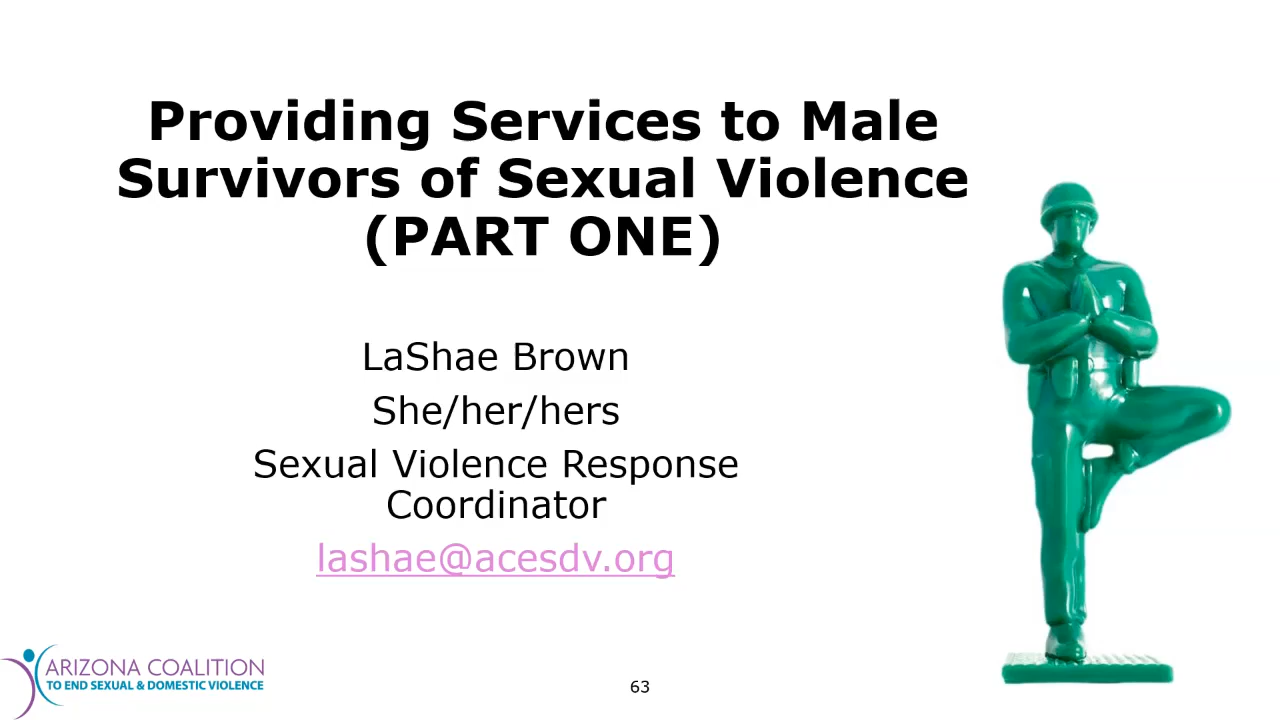 Providing Services to Male
Survivors of Sexual Violence
(PART ONE)
LaShae Brown
She/her/hers
Sexual Violence Response
Coordinator
lashae@acesdv.org
ARIZONA COALITION
TO END SEXUAL & DOMESTIC VIOLENCE
63